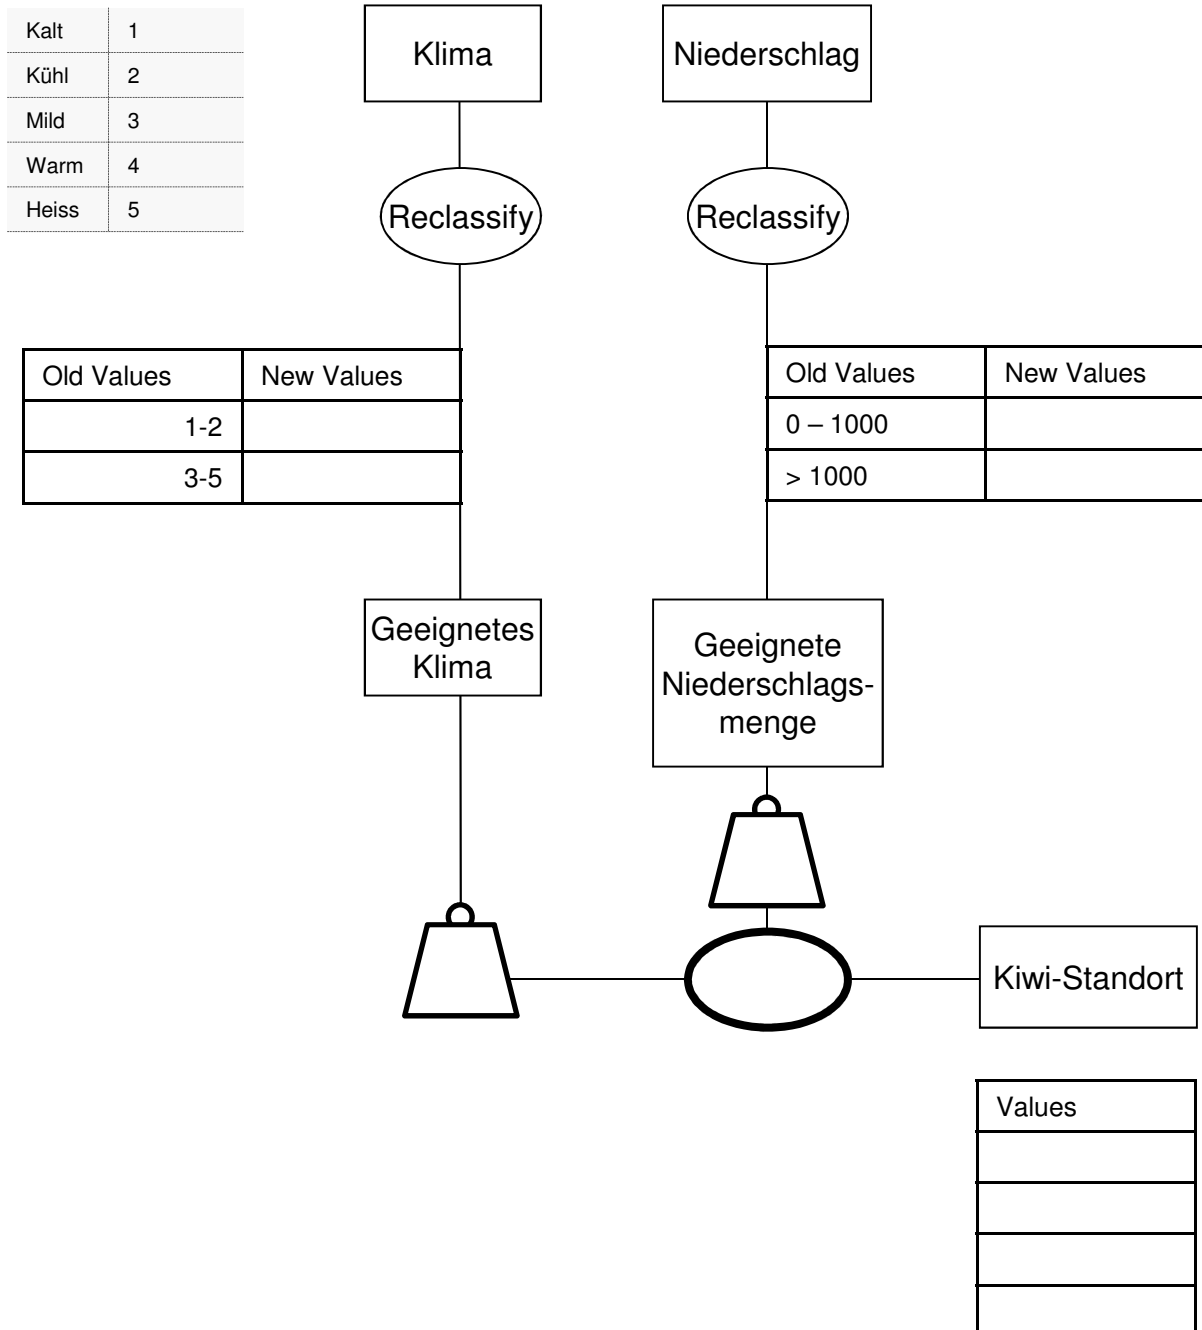 Kalt 1
Kühl 2
Mild 3
Warm 4
Heiss 5
Klima
Niederschlag
Reclassify
Reclassify
Old Values New Values
1-2
3-5
Old Values New Values
0 – 1000
> 1000
Geeignetes
Klima
Geeignete
Niederschlags-
menge
Kiwi-Standort
Values